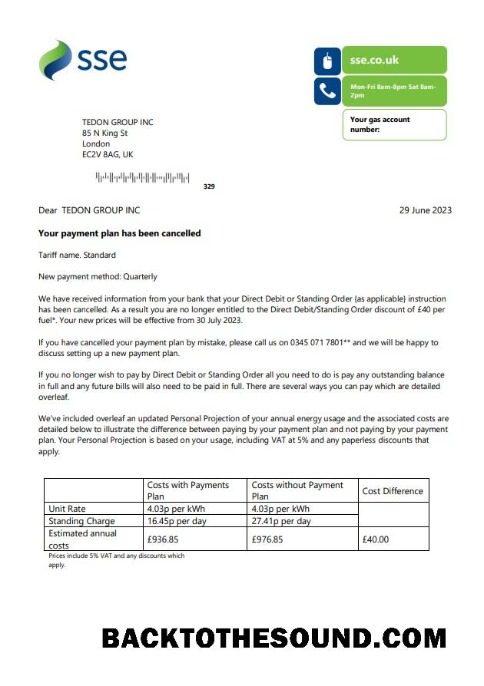 sse
sse.co.uk
Mon-Fri 8am-8pm Sat 8am-
2pm
Your gas account
number:
TEDON GROUP INC
85 N King St
London
EC2V 8AG, UK
329
Dear TEDON GROUP INC
29 June 2023
Your payment plan has been cancelled
Tariff name. Standard
New payment method: Quarterly
We have received information from your bank that your Direct Debit or Standing Order (as applicable) instruction
has been cancelled. As a result you are no longer entitled to the Direct Debit/Standing Order discount of £40 per
fuel*. Your new prices will be effective from 30 July 2023.
If you have cancelled your payment plan by mistake, please call us on 0345 071 7801** and we will be happy to
discuss setting up a new payment plan.
If you no longer wish to pay by Direct Debit or Standing Order all you need to do is pay any outstanding balance
in full and any future bills will also need to be paid in full. There are several ways you can pay which are detailed
overleaf.
We've included overleaf an updated Personal Projection of your annual energy usage and the associated costs are
detailed below to illustrate the difference between paying by your payment plan and not paying by your payment
plan. Your Personal Projection is based on your usage, including VAT at 5% and any paperless discounts that
apply.
Costs with Payments
Plan
Costs without Payment
Plan
Cost Difference
Unit Rate
4.03p per kWh
4.03p per kWh
Standing Charge
16.45p per day
27.41p per day
Estimated annual
costs
£936.85
£976.85
£40.00
Prices include 5% VAT and any discounts which
apply.
BACKTOTHESOUND.COM